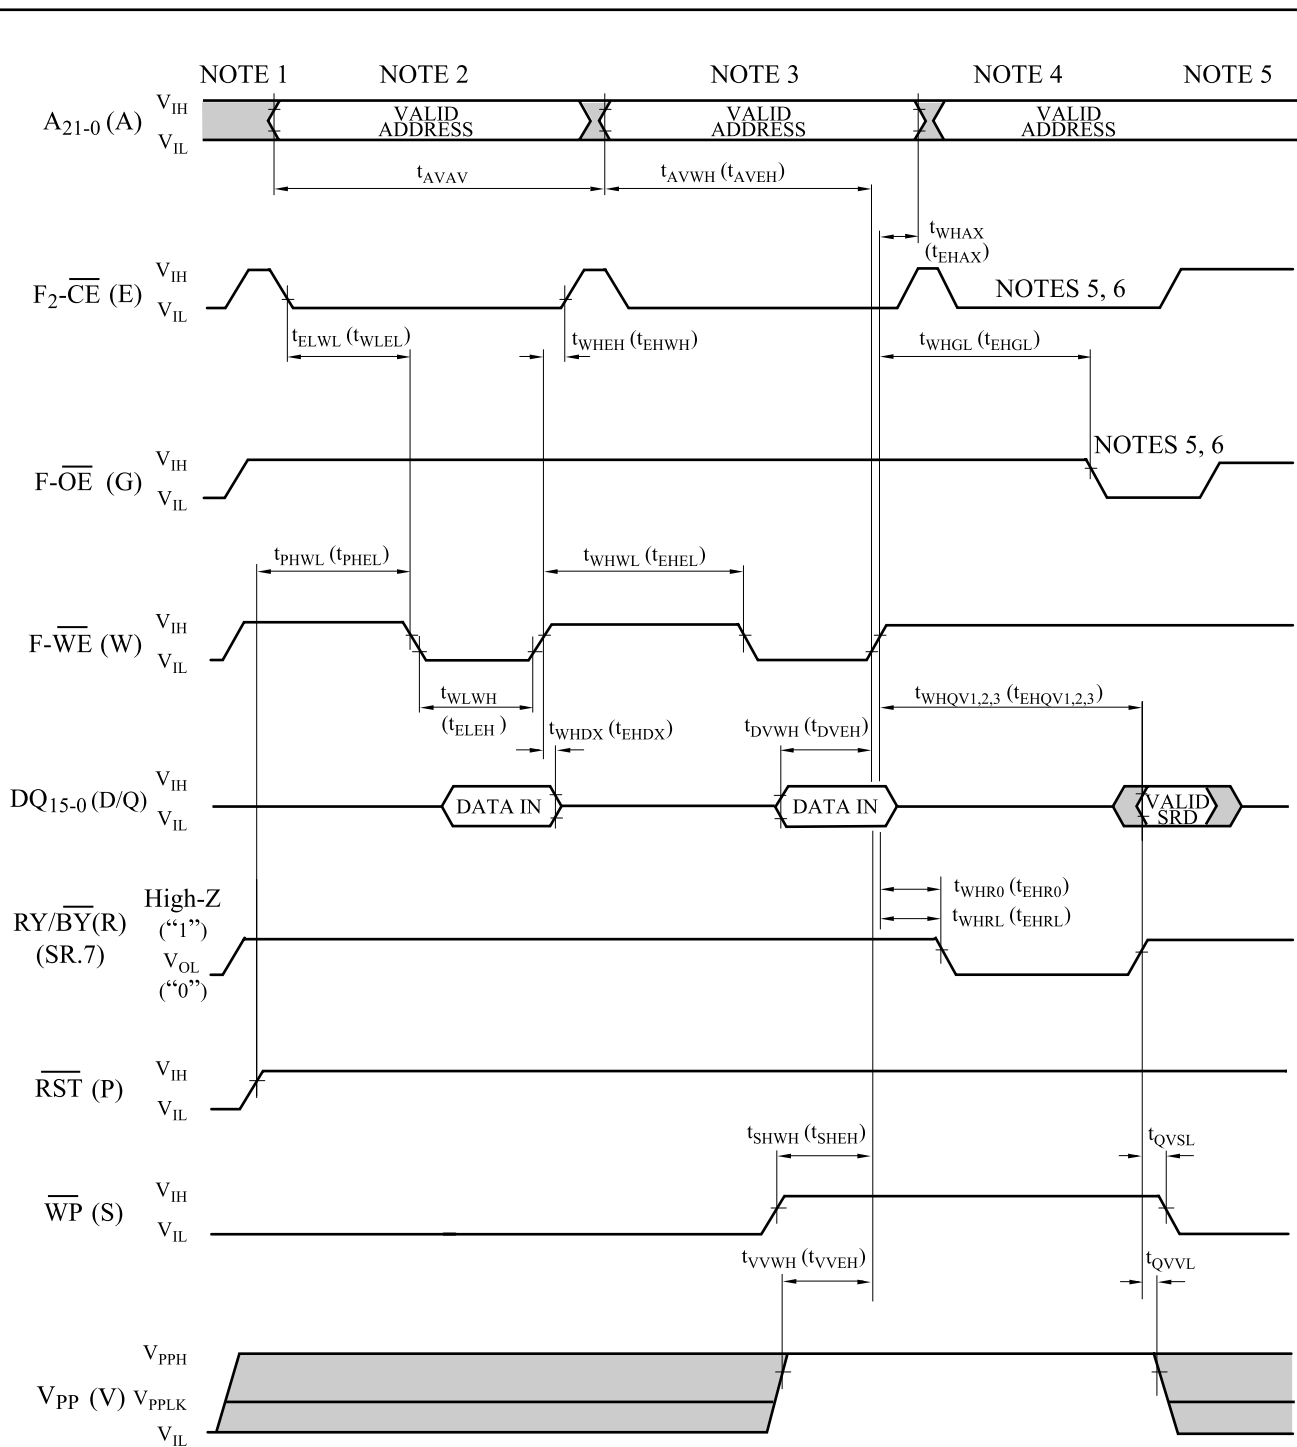 NOTE 1 NOTE 2 NOTE 3 NOTE 4 NOTE 5
A21-0 (A) VIH VIL
VALID ADDRESS VALID ADDRESS VALID ADDRESS
tAVAV tAVWH (tAVEH)
tWHAX
(tEHAX)
F2-CE (E) VIH VIL
NOTES 5, 6
tELWL (tWLEL) tWHEH (tEHWH) tWHGL (tEHGL)
F-OE (G) VIH VIL
NOTES 5, 6
tPHWL (tPHEL) tWHWL (tEHEL)
F-WE (W) VIH VIL
tWLWH
(tELEH )
tWHQV1,2,3 (tEHQV1,2,3)
tWHDX (tEHDX) tDVWH (tDVEH)
DQ15-0 (D/Q) VIH VIL
DATA IN DATA IN VALID SRD
tWHR0 (tEHR0)
tWHRL (tEHRL)
High-Z
(“1”)
RY/BY(R)
(SR.7)
VOL
(“0”)
RST (P) VIH VIL
tSHWH (tSHEH) tQVSL
WP (S) VIH VIL
tVVWH (tVVEH) tQVVL
VPP (V) VPPH VPPLK VIL